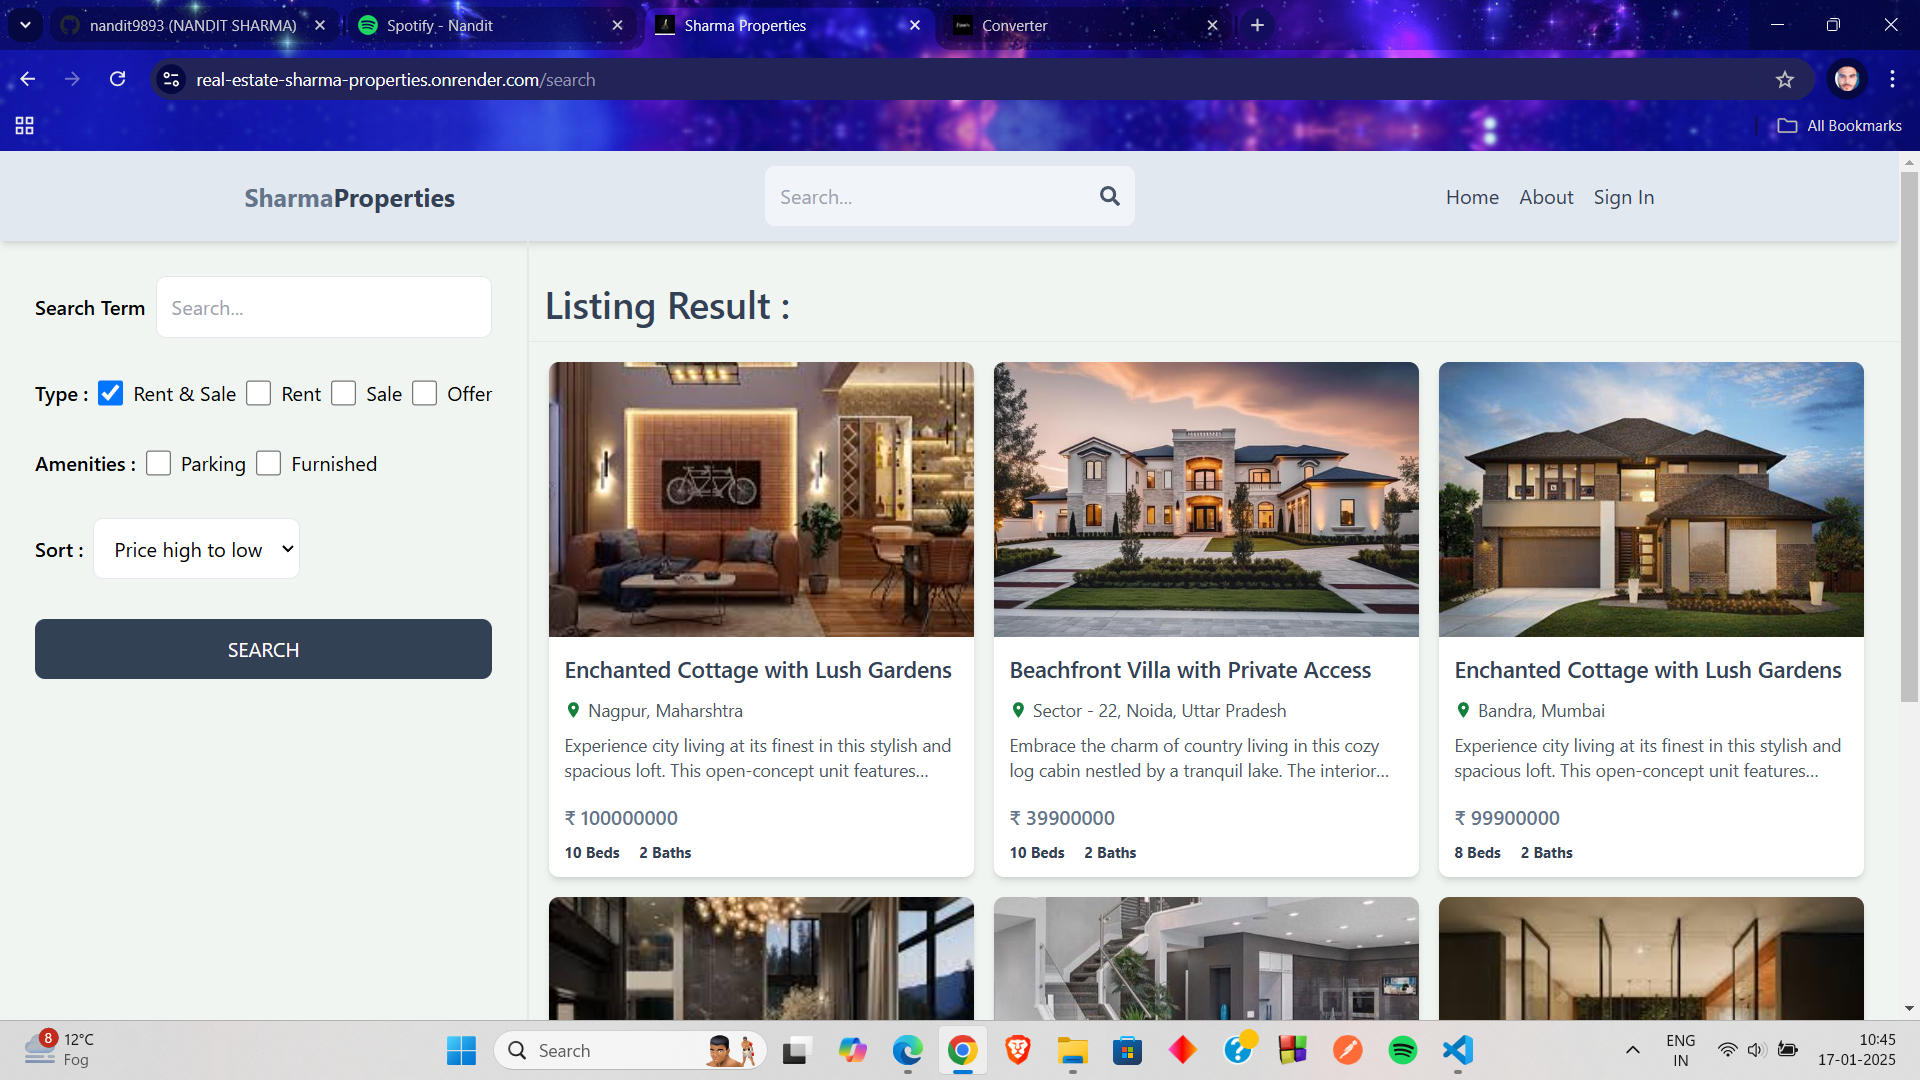 nandit9893 (NANDIT SHARMA)
Spotify - Nandit
Sharma Properties
Converter
real-estate-sharma-properties.onrender.com/search
All Bookmarks
SharmaProperties
Search...
Home
About
Sign In
Search Term
Search...
Type :
Rent & Sale
Rent
Sale
Offer
Amenities :
Parking
Furnished
Sort :
Price high to low
SEARCH
Listing Result :
Enchanted Cottage with Lush Gardens
Nagpur, Maharshtra
Experience city living at its finest in this stylish and
spacious loft. This open-concept unit features...
₹ 100000000
10 Beds
2 Baths
Beachfront Villa with Private Access
Sector - 22, Noida, Uttar Pradesh
Embrace the charm of country living in this cozy
log cabin nestled by a tranquil lake. The interior...
₹ 39900000
10 Beds
2 Baths
Enchanted Cottage with Lush Gardens
Bandra, Mumbai
Experience city living at its finest in this stylish and
spacious loft. This open-concept unit features...
₹ 99900000
8 Beds
2 Baths
8
12°C
Fog
Search
ENG
IN
10:45
17-01-2025